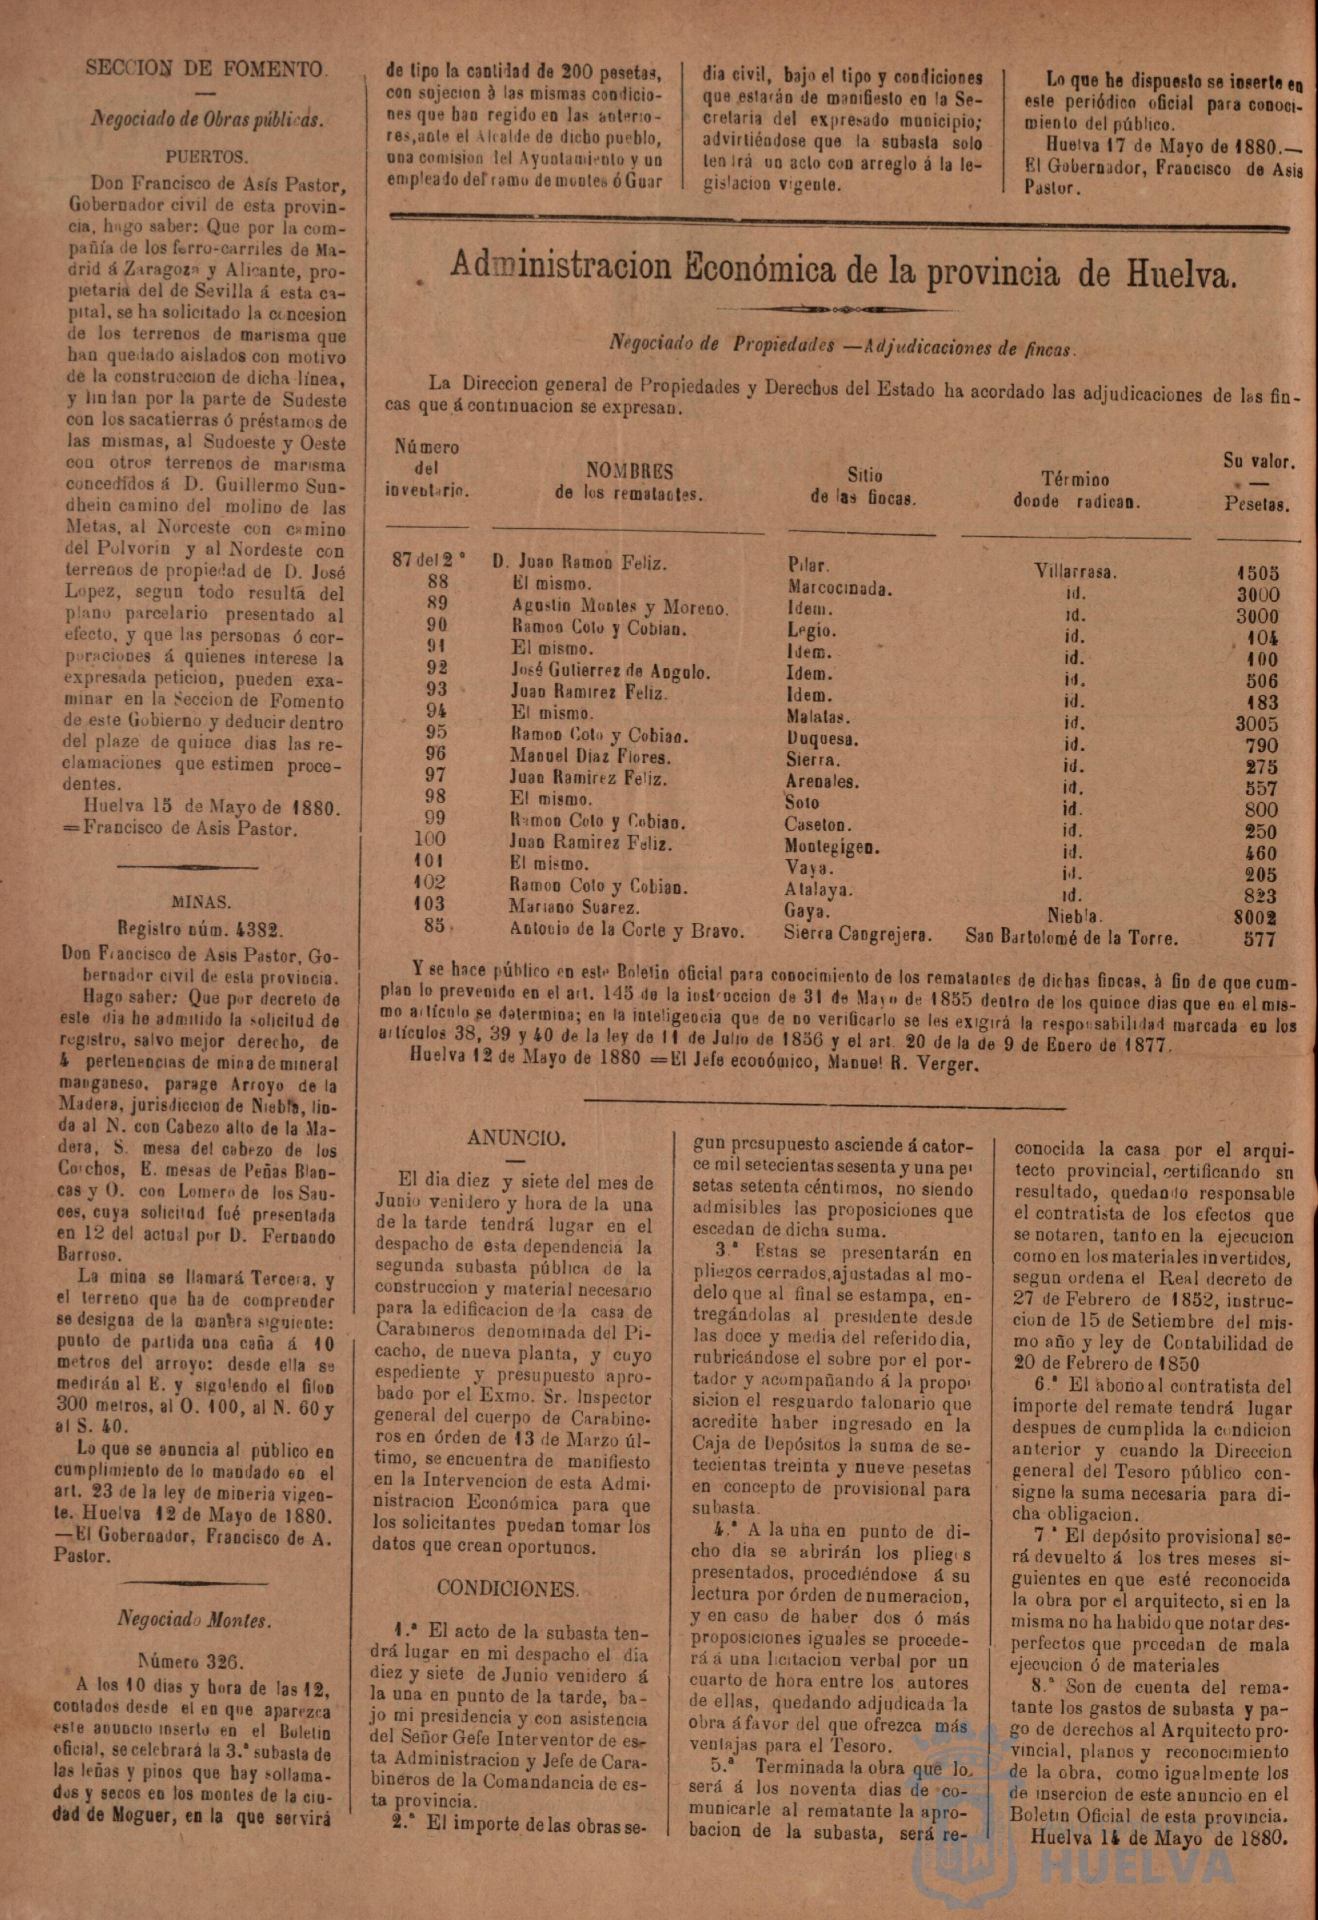 SECCION DE FOMENTO.
Negociado de Obras públicas.
PUERTOS.
Don Francisco de Asís Pastor,
Gobernador civil de esta provin-
cia, hago saber: Que por la com-
pañía de los ferro-carriles de Ma-
drid á Zaragoza y Alicante, pro-
pietaria del de Sevilla á esta ca-
pital, se ha solicitado la concesion
de los terrenos de marisma que
han quedado aislados con motivo
de la construccion de dicha línea,
y lindan por la parte de Sudeste
con los sacatierras ó préstamos de
las mismas, al Sudoeste y Oeste
con otros terrenos de marisma
concedidos á D. Guillermo Sun-
dhein camino del molino de las
Metas, al Noroeste con camino
del Polvorin y al Nordeste con
terrenos de propiedad de D. José
Lopez, segun todo resulta del
plano parcelario presentado al
efecto, y que las personas ó cor-
poraciones á quienes interese la
expresada peticion, pueden exa-
minar en la Seccion de Fomento
de este Gobierno y deducir dentro
del plaze de quince dias las re-
clamaciones que estimen proce-
dentes.
Huelva 15 de Mayo de 1880.
=Francisco de Asis Pastor.
MINAS.
Registro núm. 4382.
Don Francisco de Asis Pastor, Go-
bernador civil de esta provincia.
Hago saber: Que por decreto de
este dia he admitido la solicitud de
registro, salvo mejor derecho, de
4 pertenencias de mina de mineral
manganeso, parage Arroyo de la
Madera, jurisdiccion de Niebla, lin-
da al N. con Cabezo alto de la Ma-
dera, S. mesa del cabezo de los
Corchos, E. mesas de Peñas Blan-
cas y O. con Lomero de los Sau-
ces, cuya solicitud fué presentada
en 12 del actual por D. Fernando
Barroso.
La mina se llamará Tercera, y
el terreno que ha de comprender
se designa de la manera siguiente:
punto de partida una caña á 10
metros del arroyo: desde ella se
medirán al E. y siguiendo el filon
300 metros, al O. 100, al N. 60 y
al S. 40.
Lo que se anuncia al público en
cumplimiento de lo mandado en el
art. 23 de la ley de mineria vigen-
te. Huelva 12 de Mayo de 1880.
—El Gobernador, Francisco de A.
Pastor.
Negociado Montes.
Número 326.
A los 10 dias y hora de las 12,
contados desde el en que aparezca
este anuncio inserto en el Boletin
oficial, se celebrará la 3.ª subasta de
las leñas y pinos que hay sollama-
dos y secos en los montes de la ciu-
dad de Moguer, en la que servirá
de tipo la cantidad de 200 pesetas,
con sujecion à las mismas condicio-
nes que han regido en las anterio-
res, ante el Alcalde de dicho pueblo,
una comision del Ayuntamiento y un
empleado del ramo de montes ó Guar
dia civil, bajo el tipo y condiciones
que estarán de manifiesto en la Se-
cretaria del expresado municipio;
advirtiéndose que la subasta solo
tendrá un acto con arreglo á la le-
gislacion vigente.
Lo que he dispuesto se inserte en
este periódico oficial para conoci-
miento del público.
Huelva 17 de Mayo de 1880.—
El Gobernador, Francisco de Asis
Pastor.
Administracion Económica de la provincia de Huelva.
Negociado de Propiedades —Adjudicaciones de fincas.
La Direccion general de Propiedades y Derechos del Estado ha acordado las adjudicaciones de las fin-
cas que á continuacion se expresan.
Número del inventario. NOMBRES de los rematantes. Sitio de las fincas. Término donde radican. Su valor. — Pesetas.
87 del 2º D. Juan Ramon Feliz. Pilar. Villarrasa. 1505
88 El mismo. Marcocinada. id. 3000
89 Agustin Montes y Moreno. Idem. id. 3000
90 Ramon Coto y Cobian. Legio. id. 104
91 El mismo. Idem. id. 100
92 José Gutierrez de Angulo. Idem. id. 506
93 Juan Ramirez Feliz. Idem. id. 183
94 El mismo. Malatas. id. 3005
95 Ramon Coto y Cobian. Duquesa. id. 790
96 Manuel Diaz Flores. Sierra. id. 275
97 Juan Ramirez Feliz. Arenales. id. 557
98 El mismo. Soto id. 800
99 Ramon Coto y Cobian. Caseton. id. 250
100 Juan Ramirez Feliz. Montegigen. id. 460
101 El mismo. Vaya. id. 205
102 Ramon Coto y Cobian. Atalaya. id. 823
103 Mariano Suarez. Gaya. Niebla. 8002
85 Antonio de la Corte y Bravo. Sierra Cangrejera. San Bartolomé de la Torre. 577
Y se hace público en este Boletin oficial para conocimiento de los rematantes de dichas fincas, à fin de que cum-
plan lo prevenido en el art. 145 de la instruccion de 31 de Mayo de 1855 dentro de los quince dias que en el mis-
mo artículo se determina; en la inteligencia que de no verificarlo se les exigirá la responsabilidad marcada en los
artículos 38, 39 y 40 de la ley de 11 de Julio de 1856 y el art. 20 de la de 9 de Enero de 1877.
Huelva 12 de Mayo de 1880 =El Jefe económico, Manuel R. Verger.
ANUNCIO.
El dia diez y siete del mes de
Junio venidero y hora de la una
de la tarde tendrá lugar en el
despacho de esta dependencia la
segunda subasta pública de la
construccion y material necesario
para la edificacion de la casa de
Carabineros denominada del Pi-
cacho, de nueva planta, y cuyo
espediente y presupuesto apro-
bado por el Exmo. Sr. Inspector
general del cuerpo de Carabine-
ros en órden de 13 de Marzo úl-
timo, se encuentra de manifiesto
en la Intervencion de esta Admi-
nistracion Económica para que
los solicitantes puedan tomar los
datos que crean oportunos.
CONDICIONES.
1.ª El acto de la subasta ten-
drá lugar en mi despacho el dia
diez y siete de Junio venidero á
la una en punto de la tarde, ba-
jo mi presidencia y con asistencia
del Señor Gefe Interventor de es-
ta Administracion y Jefe de Cara-
bineros de la Comandancia de es-
ta provincia.
2.ª El importe de las obras se-
gun presupuesto asciende á cator-
ce mil setecientas sesenta y una pe-
setas setenta céntimos, no siendo
admisibles las proposiciones que
escedan de dicha suma.
3.ª Estas se presentarán en
pliegos cerrados, ajustadas al mo-
delo que al final se estampa, en-
tregándolas al presidente desde
las doce y media del referido dia,
rubricándose el sobre por el por-
tador y acompañando á la propo-
sicion el resguardo talonario que
acredite haber ingresado en la
Caja de Depósitos la suma de se-
tecientas treinta y nueve pesetas
en concepto de provisional para
subasta.
4.ª A la una en punto de di-
cho dia se abrirán los pliegos
presentados, procediéndose á su
lectura por órden de numeracion,
y en caso de haber dos ó más
proposiciones iguales se procede-
rá á una licitacion verbal por un
cuarto de hora entre los autores
de ellas, quedando adjudicada la
obra á favor del que ofrezca más
ventajas para el Tesoro.
5.ª Terminada la obra que lo
será á los noventa dias de co-
municarle al rematante la apro-
bacion de la subasta, será re-
conocida la casa por el arqui-
tecto provincial, certificando su
resultado, quedando responsable
el contratista de los efectos que
se notaren, tanto en la ejecucion
como en los materiales invertidos,
segun ordena el Real decreto de
27 de Febrero de 1852, instruc-
cion de 15 de Setiembre del mis-
mo año y ley de Contabilidad de
20 de Febrero de 1850
6.ª El abono al contratista del
importe del remate tendrá lugar
despues de cumplida la condicion
anterior y cuando la Direccion
general del Tesoro público con-
signe la suma necesaria para di-
cha obligacion.
7.ª El depósito provisional se-
rá devuelto á los tres meses si-
guientes en que esté reconocida
la obra por el arquitecto, si en la
misma no ha habido que notar des-
perfectos que procedan de mala
ejecucion ó de materiales
8.ª Son de cuenta del rema-
tante los gastos de subasta y pa-
go de derechos al Arquitecto pro-
vincial, planos y reconocimiento
de la obra, como igualmente los
de insercion de este anuncio en el
Boletin Oficial de esta provincia.
Huelva 14 de Mayo de 1880.
HUELVA